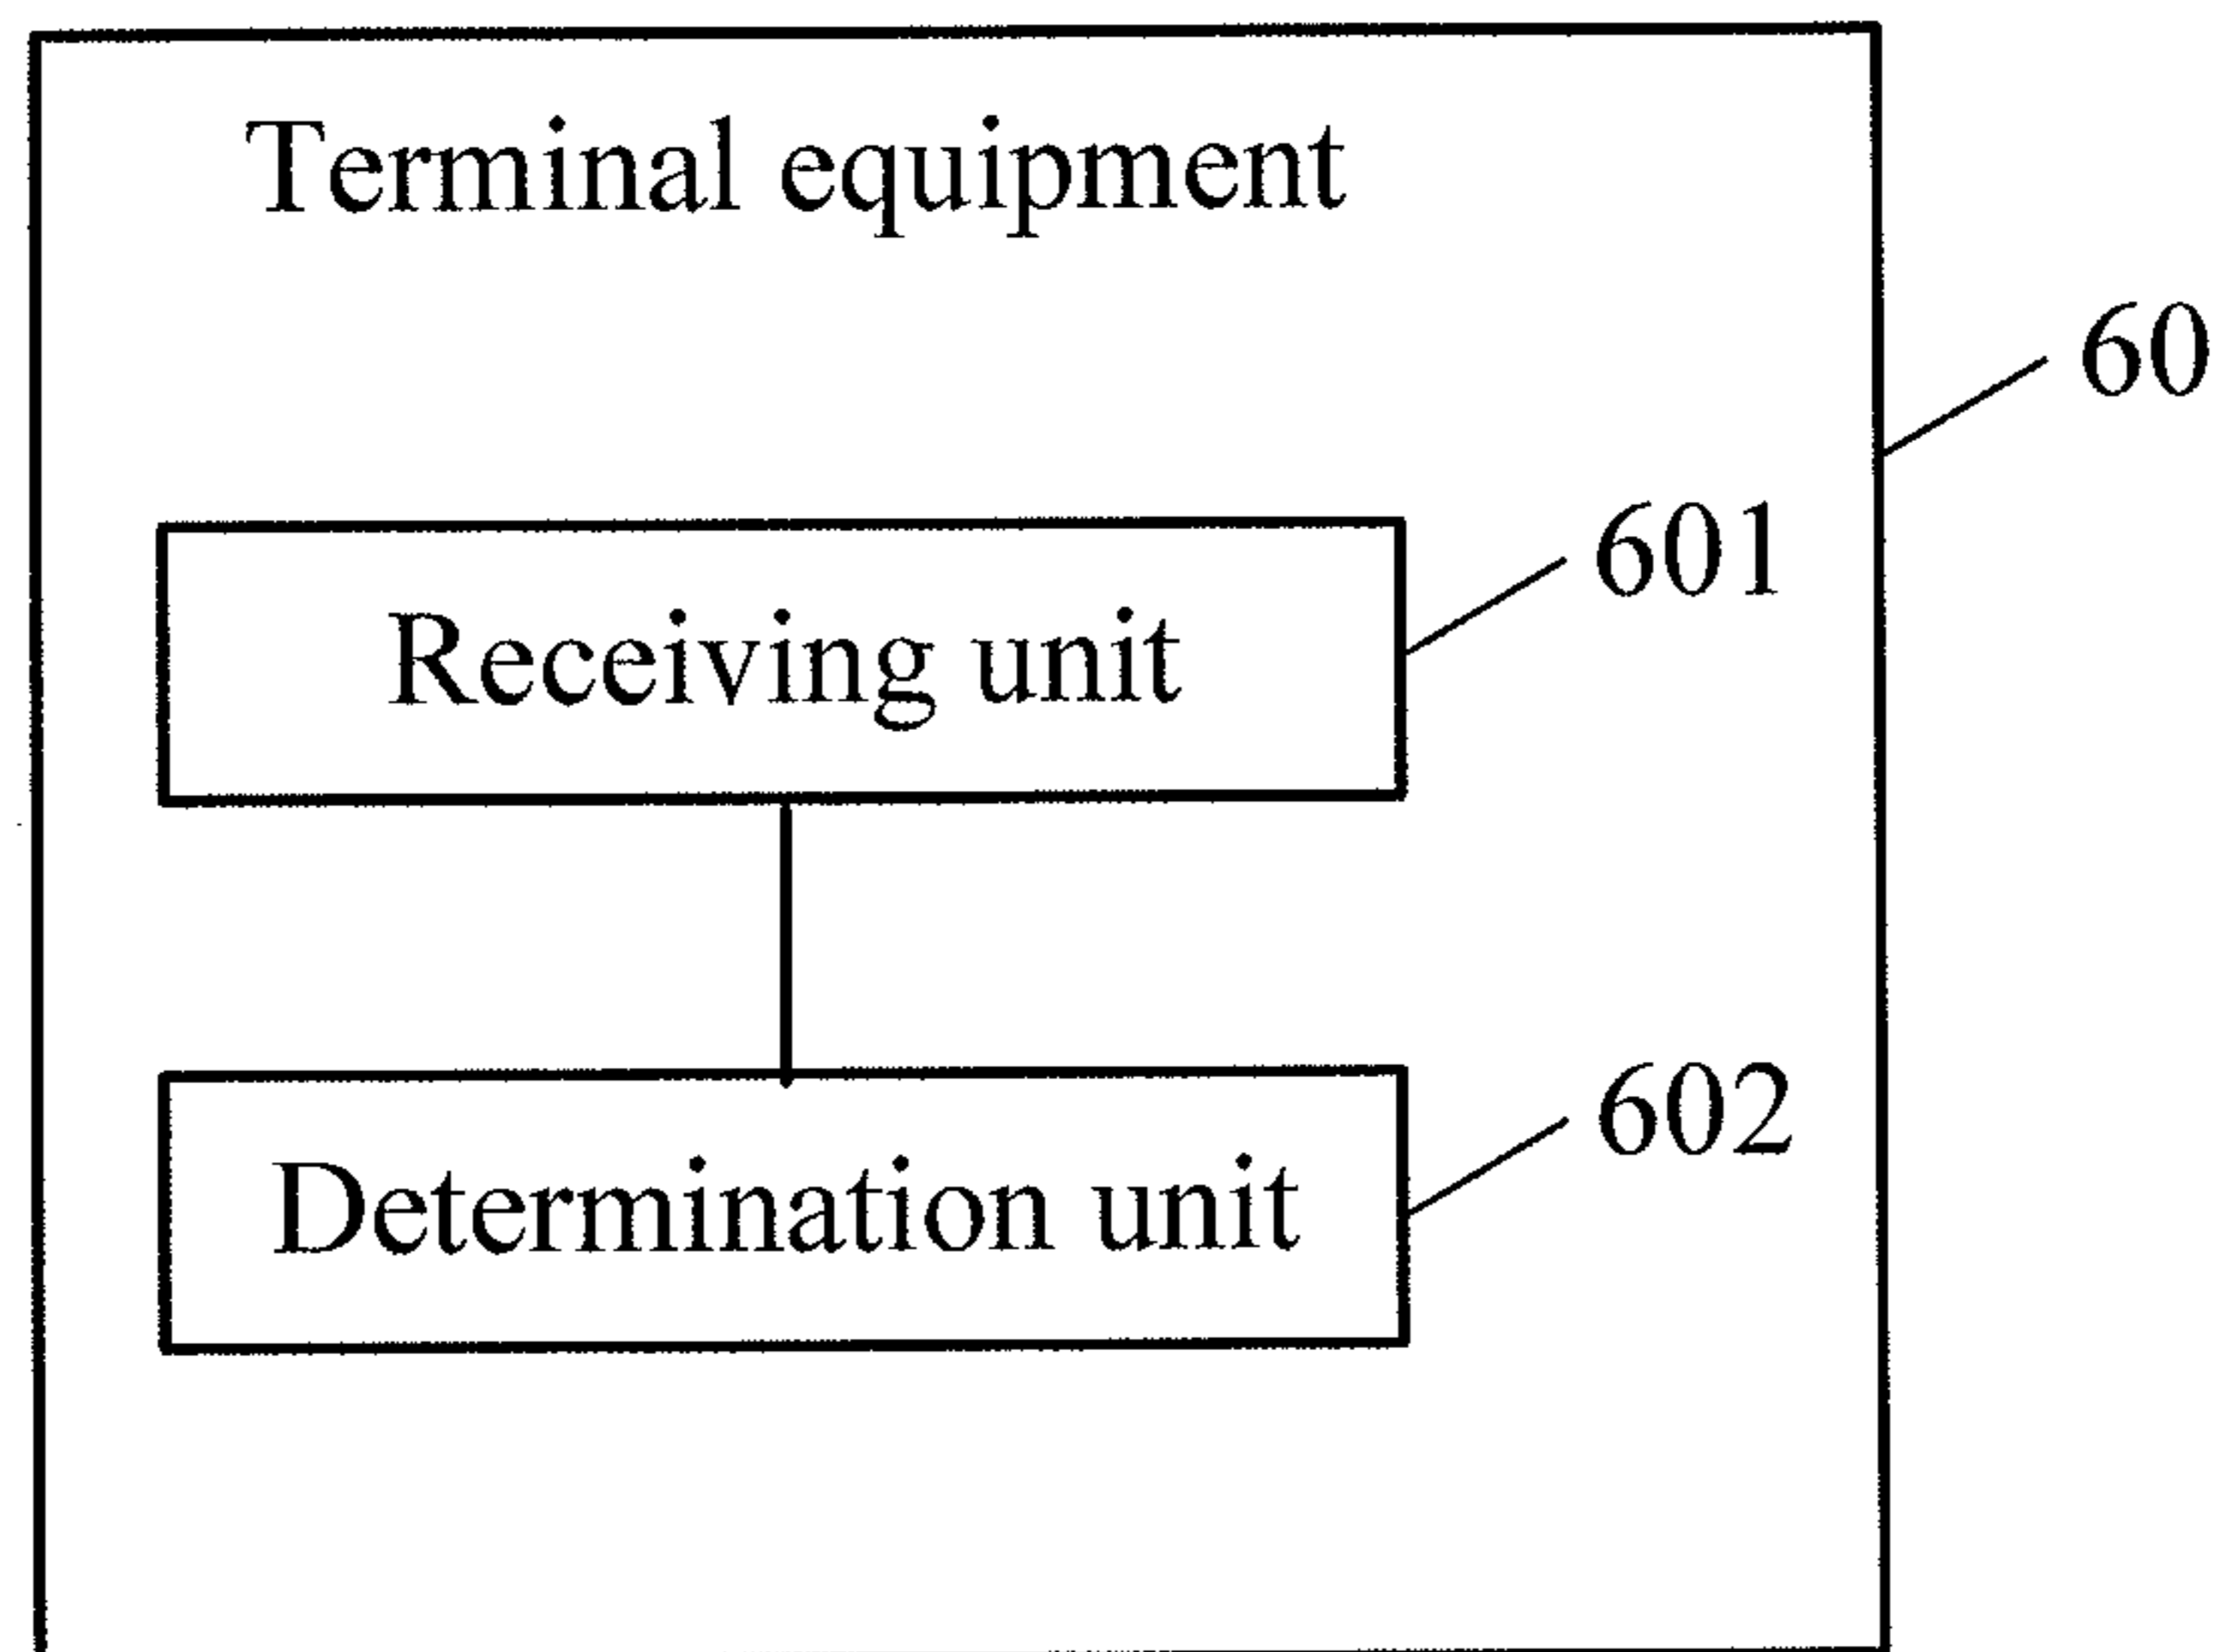 Terminal equipment
60
601
Receiving unit
602
Determination unit